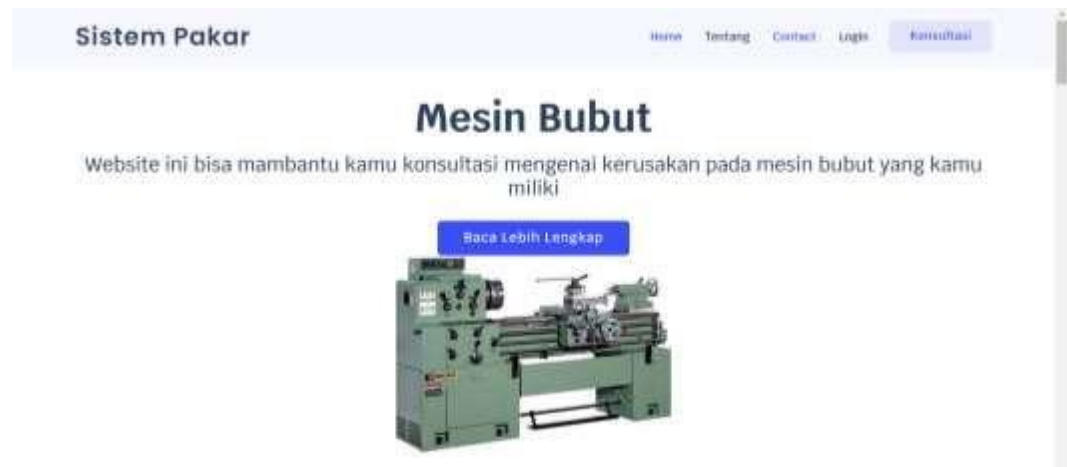 Sistem Pakar
Home Tentang Contact Login Konsultasi
Mesin Bubut
Website ini bisa mambantu kamu konsultasi mengenai kerusakan pada mesin bubut yang kamu
miliki
Baca Lebih Lengkap